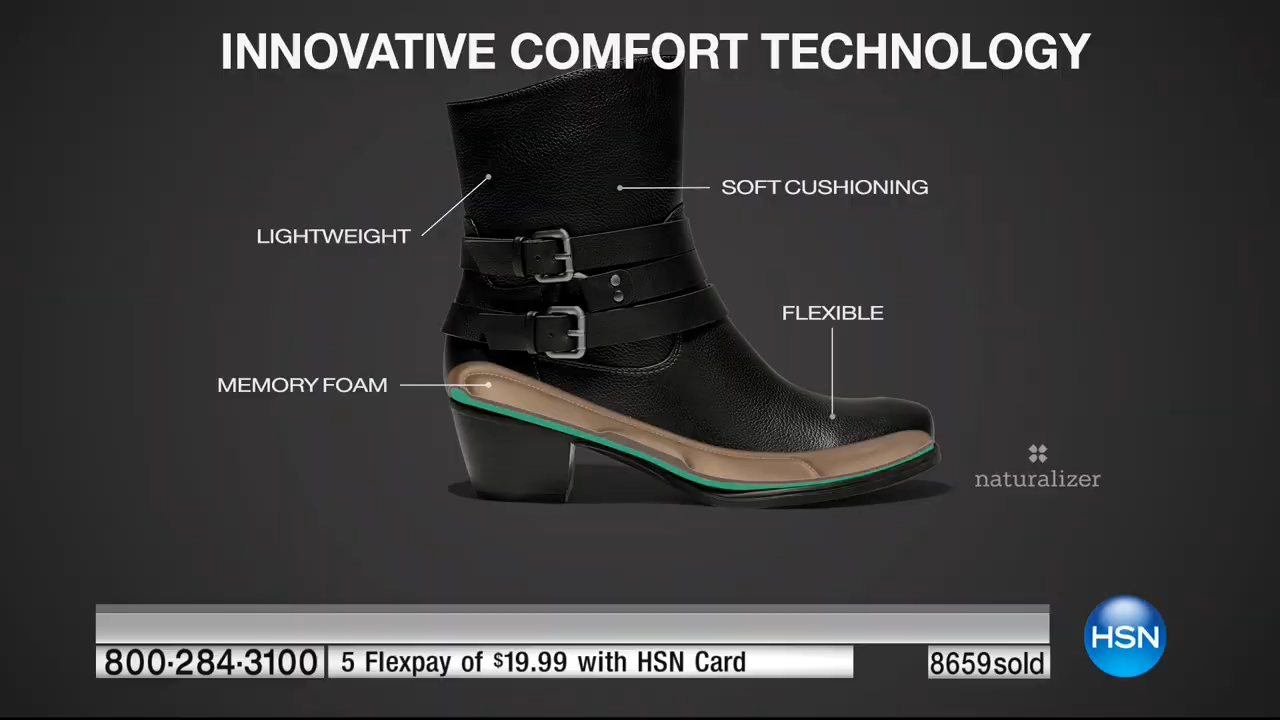 INNOVATIVE COMFORT TECHNOLOGY
SOFT CUSHIONING
LIGHTWEIGHT
FLEXIBLE
MEMORY FOAM
naturalizer
HSN
800·284·3100
5 Flexpay of $19.99 with HSN Card
8659sold